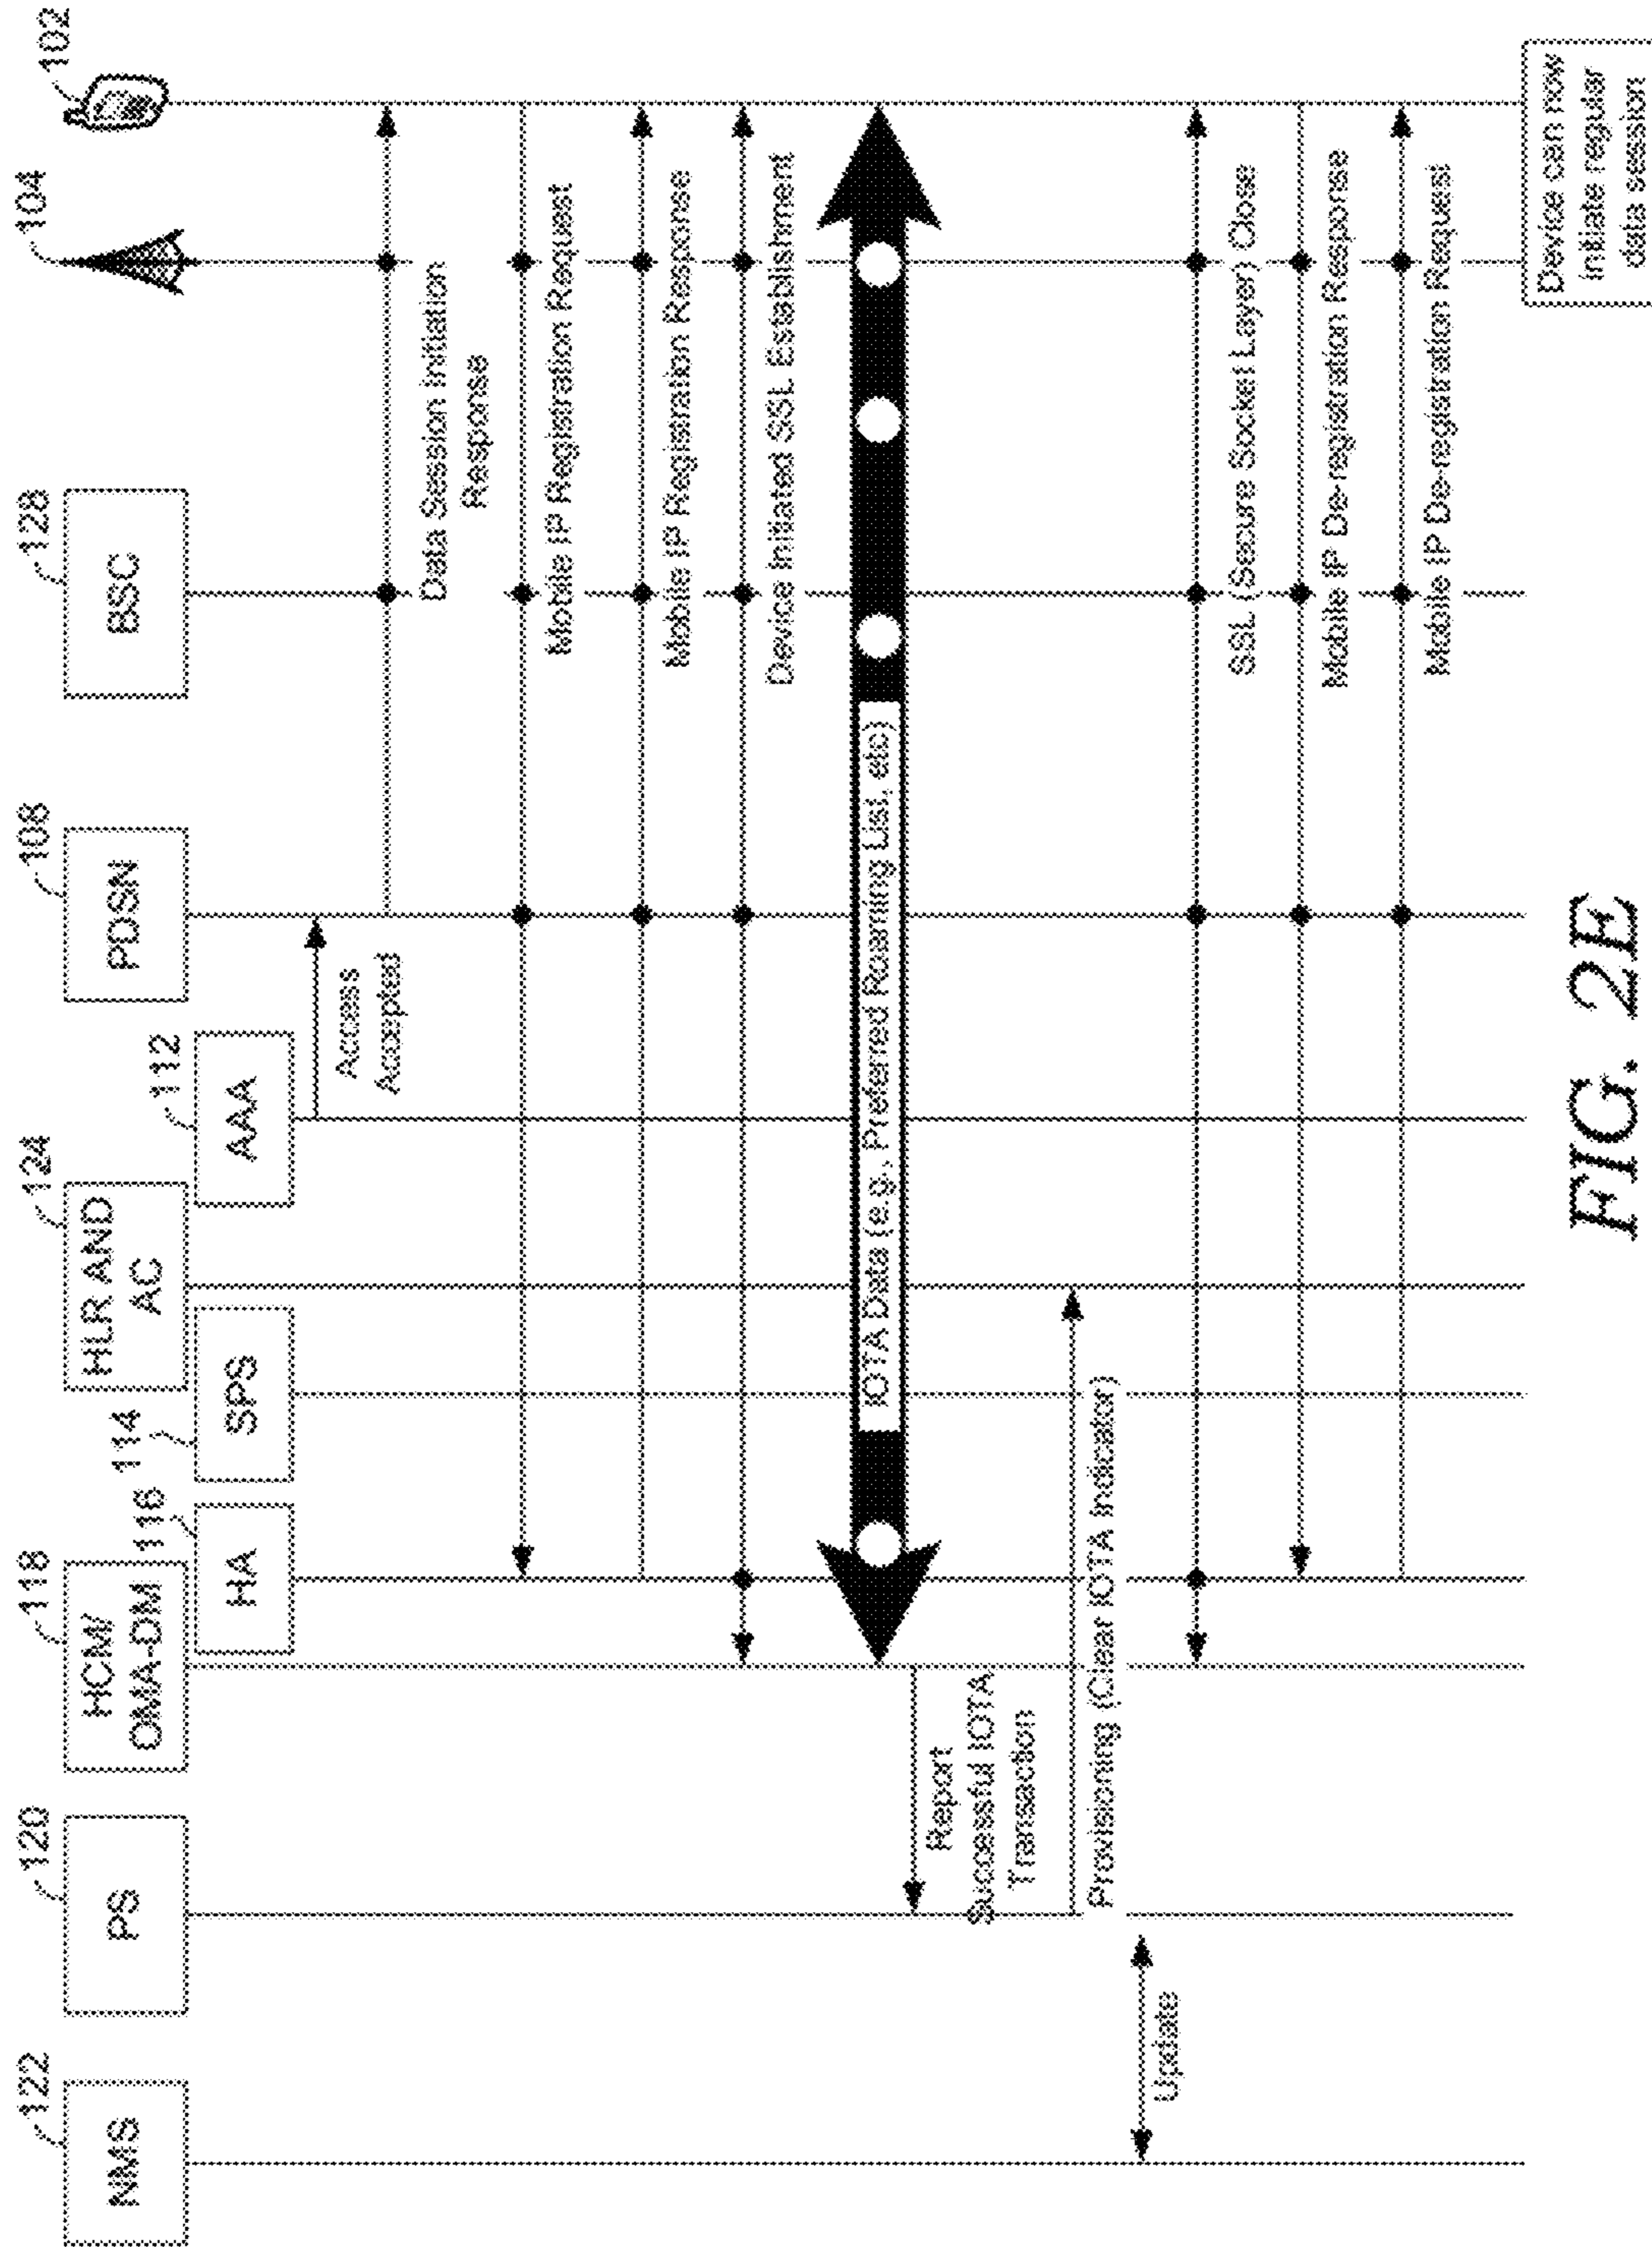 122
NMS
120
PS
118
HCM/
OMA-DM
116
HA
114
SPS
124
HLR AND
AC
112
AAA
108
PDSN
128
BSC
104
102
Access
Accepted
Data Session Initiation
Response
Mobile IP Registration Request
Mobile IP Registration Response
Device Initiated SSL Establishment
IOTA Data (e.g., Preferred Roaming List, etc)
Report
Successful IOTA
Transaction
Provisioning (Clear IOTA Indicator)
Update
SSL (Secure Socket Layer) Close
Mobile IP De-registration Response
Mobile IP De-registration Request
Device can now
initiate regular
data session
FIG. 2E